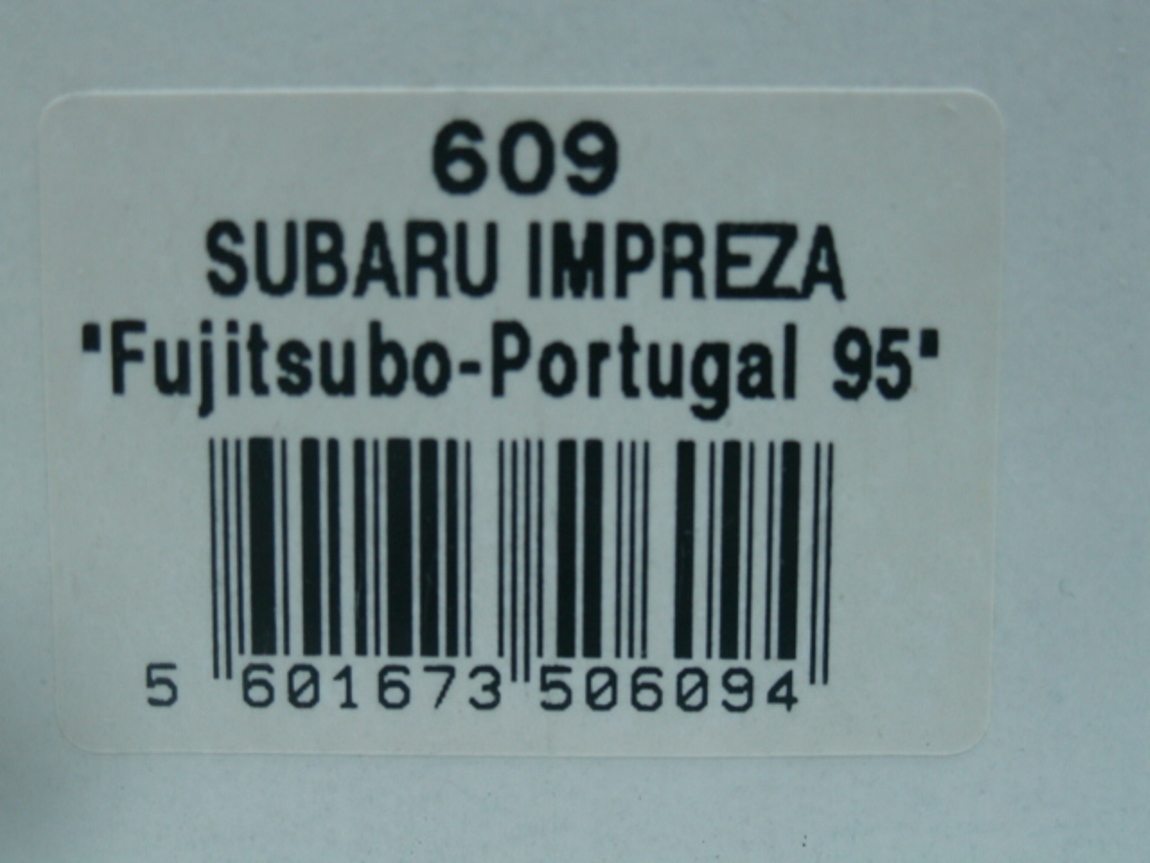 609
SUBARU IMPREZA
"Fujitsubo-Portugal 95"
5 601673 506094